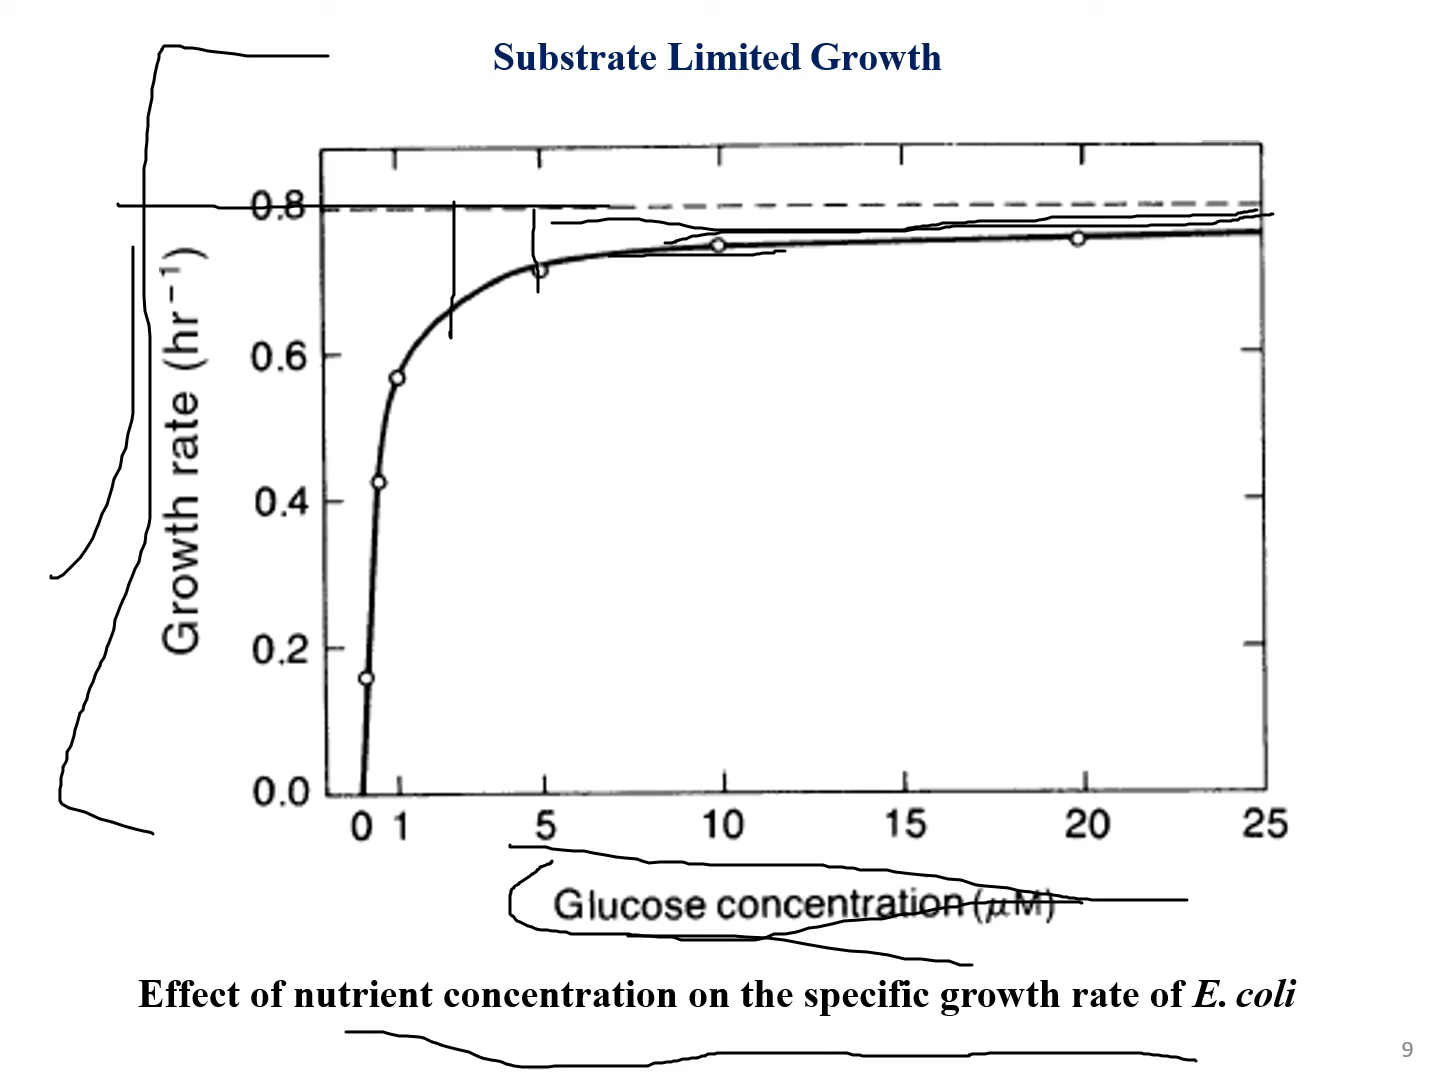 Substrate Limited Growth
0.8
0.6
0.4
0.2
0.0
Growth rate (hr⁻¹)
0 1 5 10 15 20 25
Glucose concentration (μM)
Effect of nutrient concentration on the specific growth rate of E. coli
9